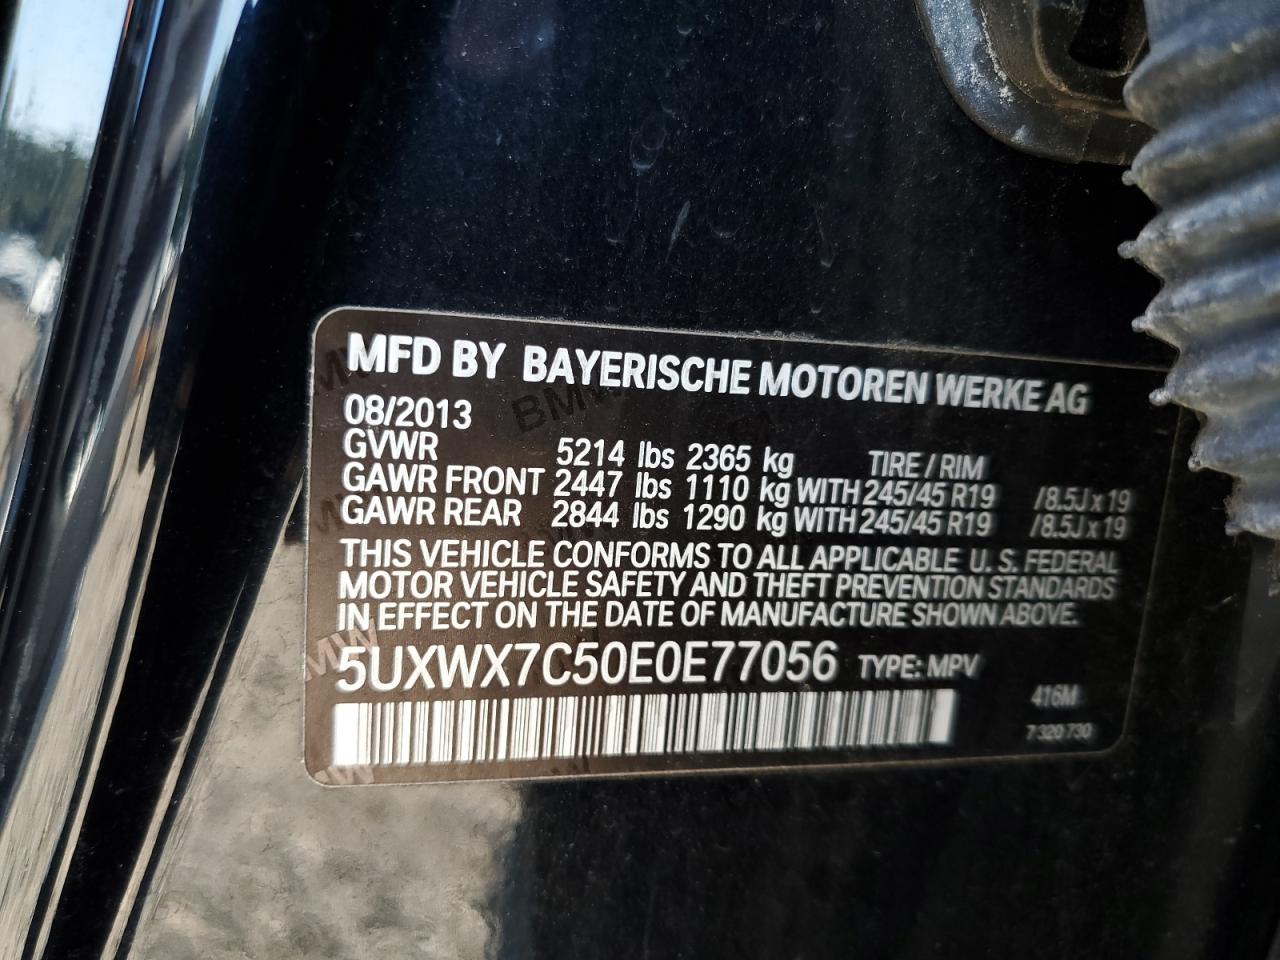 MFD BY BAYERISCHE MOTOREN WERKE AG
08/2013
GVWR 5214 lbs 2365 kg TIRE / RIM
GAWR FRONT 2447 lbs 1110 kg WITH 245/45 R19 /8.5J x 19
GAWR REAR 2844 lbs 1290 kg WITH 245/45 R19 /8.5J x 19
THIS VEHICLE CONFORMS TO ALL APPLICABLE U.S. FEDERAL
MOTOR VEHICLE SAFETY AND THEFT PREVENTION STANDARDS
IN EFFECT ON THE DATE OF MANUFACTURE SHOWN ABOVE.
5UXWX7C50E0E77056 TYPE: MPV
416M
7 320 730